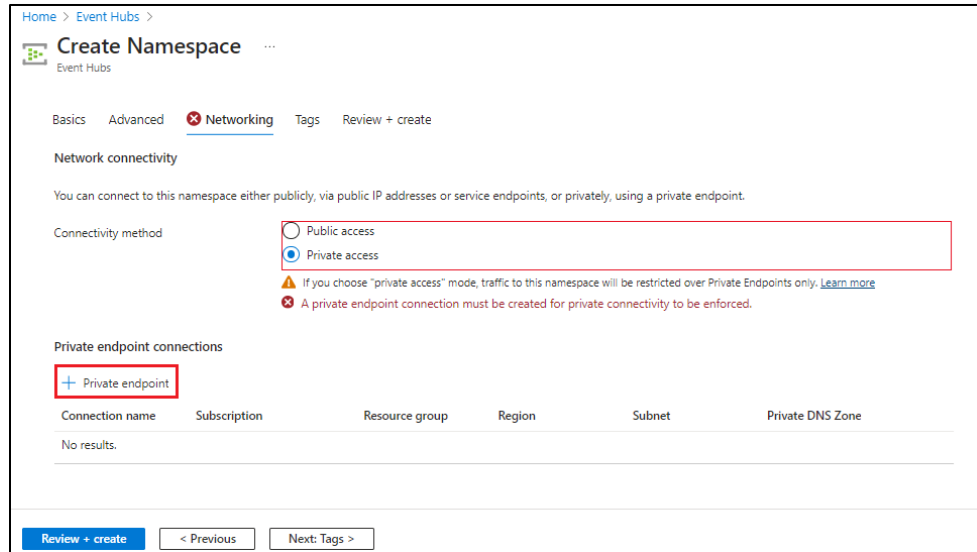 Home > Event Hubs >
Create Namespace ...
Event Hubs
Basics Advanced Networking Tags Review + create
Network connectivity
You can connect to this namespace either publicly, via public IP addresses or service endpoints, or privately, using a private endpoint.
Connectivity method
Public access
Private access
If you choose "private access" mode, traffic to this namespace will be restricted over Private Endpoints only. Learn more
A private endpoint connection must be created for private connectivity to be enforced.
Private endpoint connections
+ Private endpoint
Connection name Subscription Resource group Region Subnet Private DNS Zone
No results.
Review + create < Previous Next: Tags >